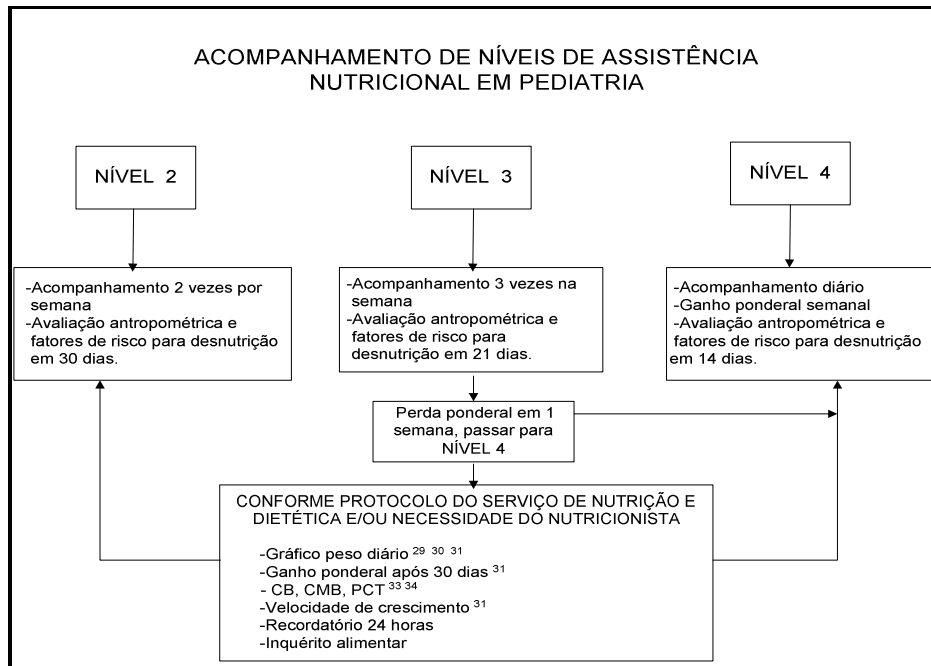 ACOMPANHAMENTO DE NÍVEIS DE ASSISTÊNCIA
NUTRICIONAL EM PEDIATRIA
NÍVEL 2
NÍVEL 3
NÍVEL 4
-Acompanhamento 2 vezes por
semana
-Avaliação antropométrica e
fatores de risco para desnutrição
em 30 dias.
-Acompanhamento 3 vezes na
semana
-Avaliação antropométrica e
fatores de risco para
desnutrição em 21 dias.
-Acompanhamento diário
-Ganho ponderal semanal
-Avaliação antropométrica e
fatores de risco para desnutrição
em 14 dias.
Perda ponderal em 1
semana, passar para
NÍVEL 4
CONFORME PROTOCOLO DO SERVIÇO DE NUTRIÇÃO E
DIETÉTICA E/OU NECESSIDADE DO NUTRICIONISTA
-Gráfico peso diário 29 30 31
-Ganho ponderal após 30 dias 31
- CB, CMB, PCT 33 34
-Velocidade de crescimento 31
-Recordatório 24 horas
-Inquérito alimentar